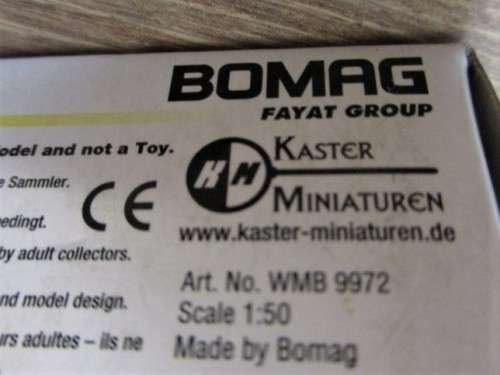 BOMAG
FAYAT GROUP
odel and not a Toy.
e Sammler.
edingt.
by adult collectors.
nd model design.
urs adultes – ils ne
CE
KM
KASTER
MINIATUREN
www.kaster-miniaturen.de
Art. No. WMB 9972
Scale 1:50
Made by Bomag